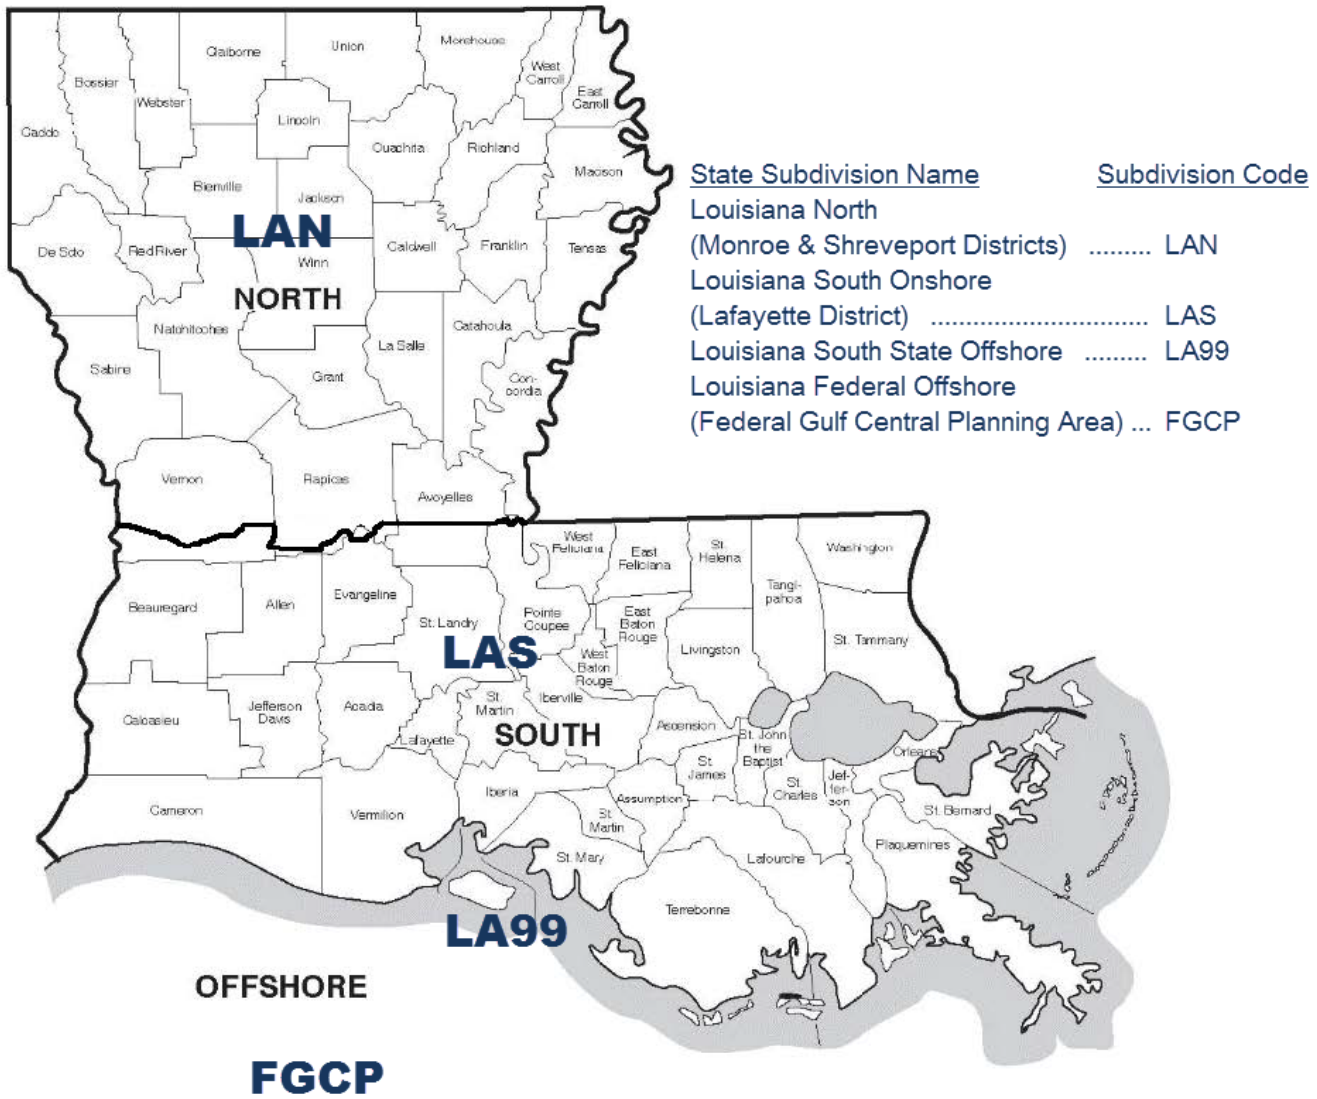 Claiborne
Union
Morehouse
West
Carroll
East
Carroll
Bossier
Webster
Caddo
Lincoln
Ouachita
Richland
Madison
Bienville
Jackson
LAN
De Soto
Red River
Winn
Caldwell
Franklin
Tensas
NORTH
Natchitoches
Catahoula
La Salle
Sabine
Grant
Con-
cordia
Vernon
Rapides
Avoyelles
State Subdivision Name Subdivision Code
Louisiana North
(Monroe & Shreveport Districts) ......... LAN
Louisiana South Onshore
(Lafayette District) ............................... LAS
Louisiana South State Offshore ......... LA99
Louisiana Federal Offshore
(Federal Gulf Central Planning Area) ... FGCP
West
Feliciana
East
Feliciana
St.
Helena
Washington
Tangi-
pahoa
Beauregard
Allen
Evangeline
St. Landry
Pointe
Coupee
East
Baton
Rouge
St. Tammany
LAS
West
Baton
Rouge
Livingston
Calcasieu
Jefferson
Davis
Acadia
Lafayette
St.
Martin
Iberville
SOUTH
Ascension
St. John
the
Baptist
Orleans
St.
James
St.
Charles
Jef-
fer-
son
Cameron
Vermilion
Iberia
Assumption
St.
Martin
St. Bernard
St. Mary
Lafourche
Plaquemines
Terrebonne
LA99
OFFSHORE
FGCP